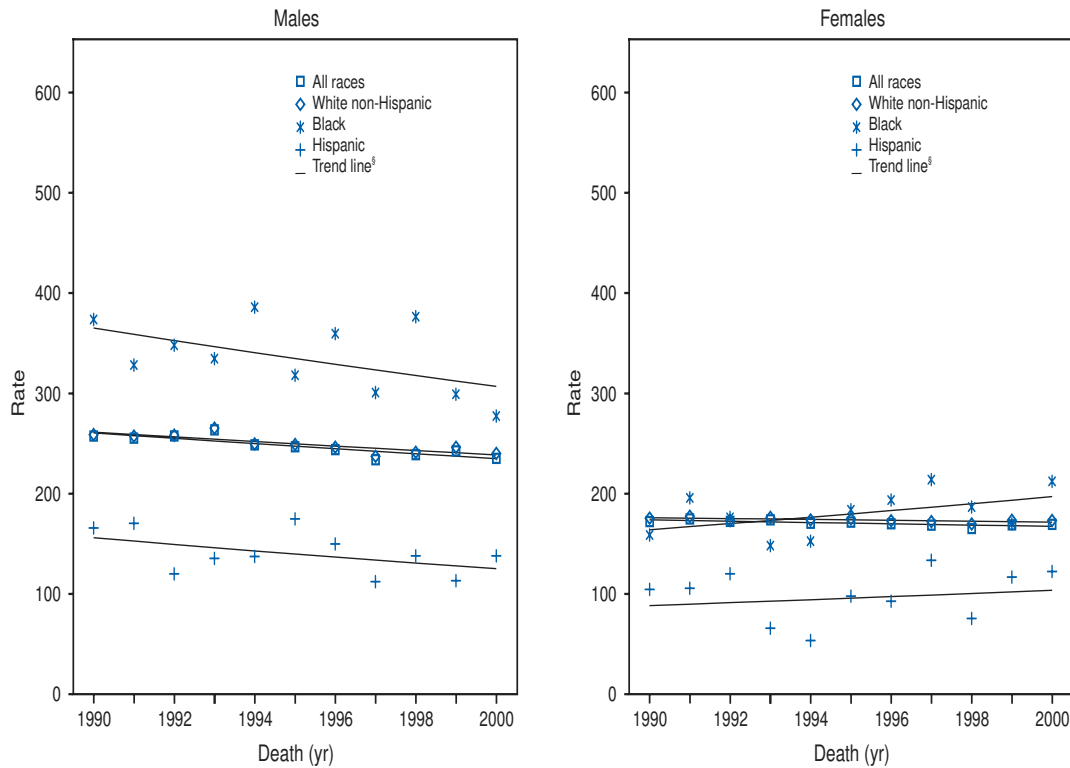 Males
All races
White non-Hispanic
Black
Hispanic
Trend line§
600
500
400
300
200
100
0
Rate
1990
1992
1994
1996
1998
2000
Death (yr)
Females
All races
White non-Hispanic
Black
Hispanic
Trend line§
600
500
400
300
200
100
0
Rate
1990
1992
1994
1996
1998
2000
Death (yr)